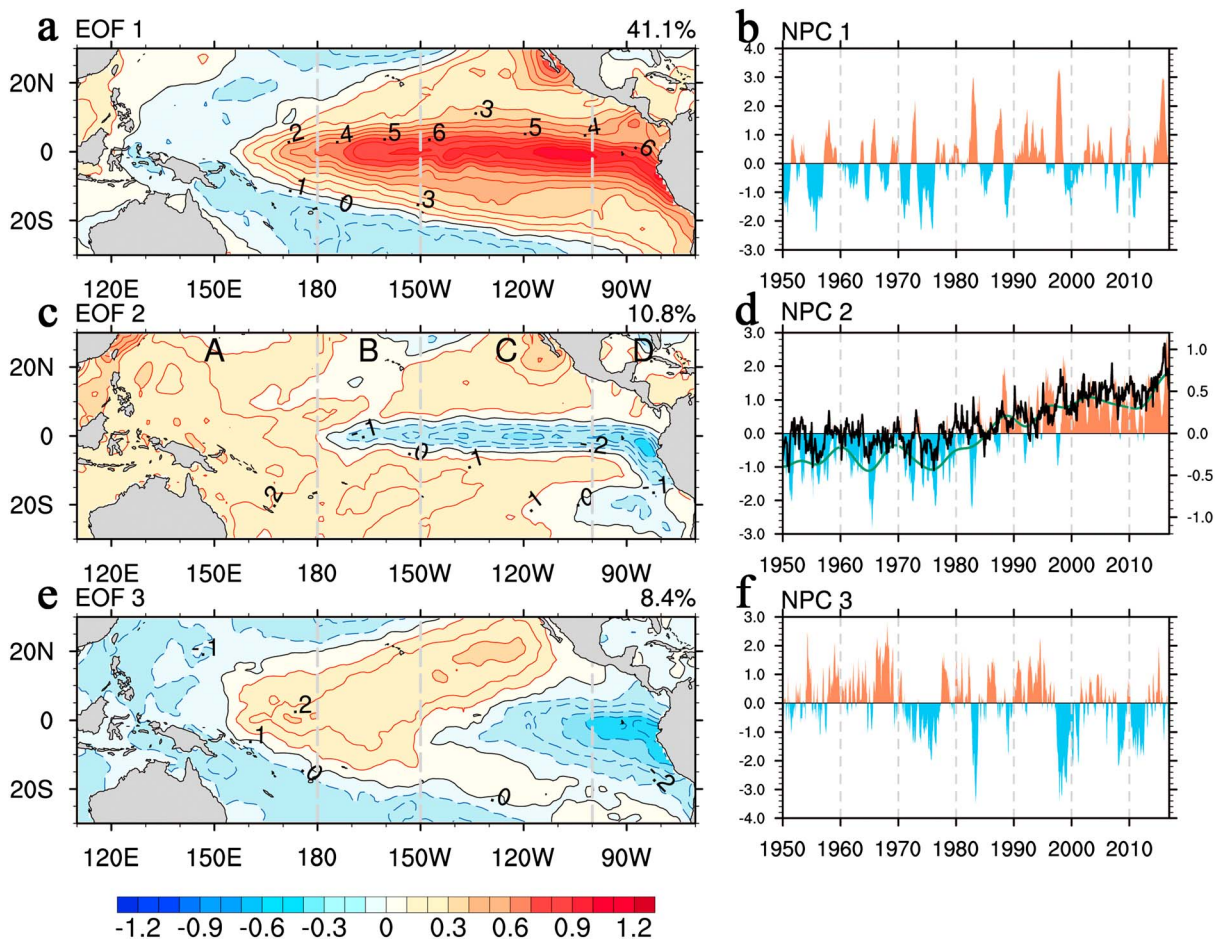 a EOF 1 41.1%
20N
0
20S
.2 .4 .5 .6 .3 .5 .4 .6
.1 0 .3
120E 150E 180 150W 120W 90W
b NPC 1
4.0
3.0
2.0
1.0
0.0
-1.0
-2.0
-3.0
1950 1960 1970 1980 1990 2000 2010
c EOF 2 10.8%
A B C D
20N
0
20S
-.1 .0 .1 -.2
.2 .1 .0 -.1
120E 150E 180 150W 120W 90W
d NPC 2
3.0
2.0
1.0
0.0
-1.0
-2.0
-3.0
1.0
0.5
0.0
-0.5
-1.0
1950 1960 1970 1980 1990 2000 2010
e EOF 3 8.4%
20N
0
20S
-.1
.2
.1 .0 .0 -.2
120E 150E 180 150W 120W 90W
f NPC 3
3.0
2.0
1.0
0.0
-1.0
-2.0
-3.0
-4.0
1950 1960 1970 1980 1990 2000 2010
-1.2 -0.9 -0.6 -0.3 0 0.3 0.6 0.9 1.2